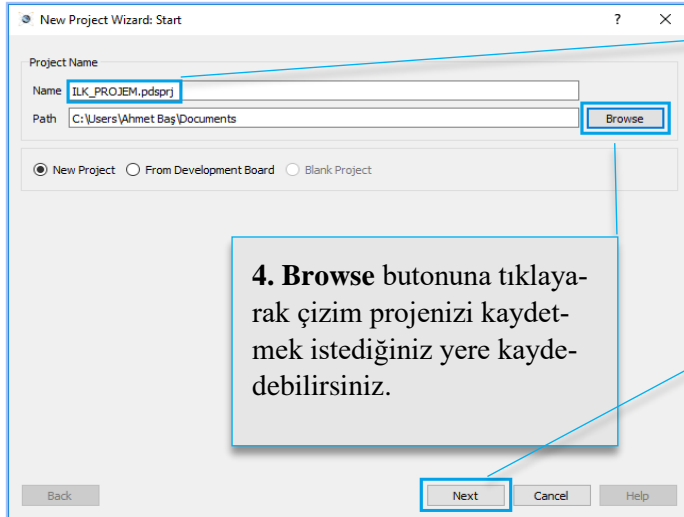 New Project Wizard: Start
Project Name
Name ILK_PROJEM.pdsprj
Path C:\Users\Ahmet Baş\Documents Browse
New Project From Development Board Blank Project
4. Browse butonuna tıklaya-
rak çizim projenizi kaydet-
mek istediğiniz yere kayde-
debilirsiniz.
Back Next Cancel Help